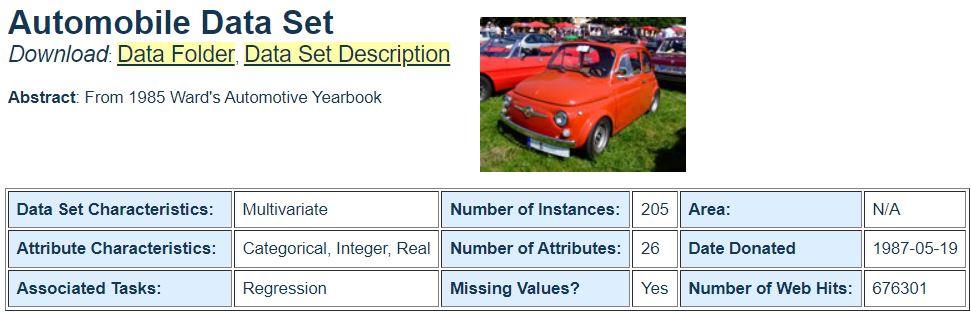 Automobile Data Set
Download: Data Folder, Data Set Description
Abstract: From 1985 Ward's Automotive Yearbook
Data Set Characteristics: Multivariate Number of Instances: 205 Area: N/A
Attribute Characteristics: Categorical, Integer, Real Number of Attributes: 26 Date Donated 1987-05-19
Associated Tasks: Regression Missing Values? Yes Number of Web Hits: 676301